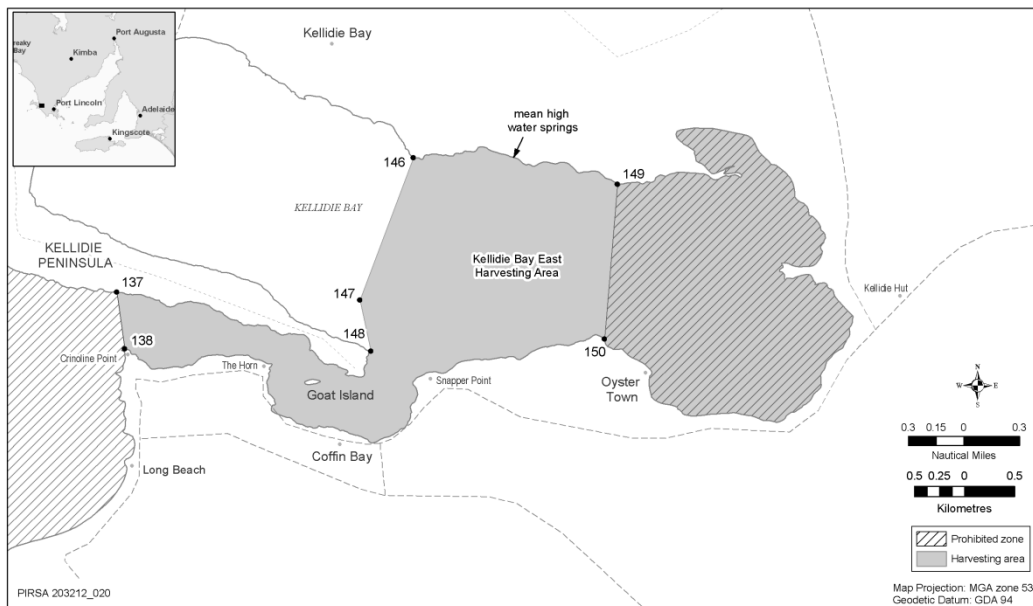 Port Augusta
reaky
Bay
Kimba
Port Lincoln
Adelaide
Kingscote
Kellidie Bay
mean high
water springs
146
149
KELLIDIE BAY
KELLIDIE
PENINSULA
Kellidie Bay East
Harvesting Area
137
147
Kellidie Hut
138
148
150
Crinoline Point
The Horn
Snapper Point
Oyster
Town
Goat Island
Coffin Bay
Long Beach
N
W E
S
0.3 0.15 0 0.3
Nautical Miles
0.5 0.25 0 0.5
Kilometres
Prohibited zone
Harvesting area
PIRSA 203212_020
Map Projection: MGA zone 53
Geodetic Datum: GDA 94